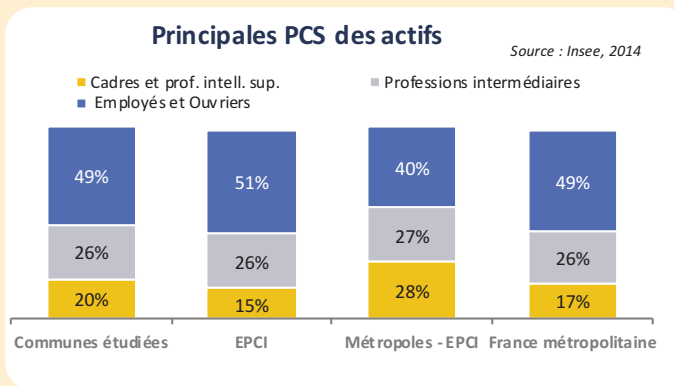 Principales PCS des actifs
Source : Insee, 2014
Cadres et prof. intell. sup.
Professions intermédiaires
Employés et Ouvriers
49%
51%
40%
49%
26%
26%
27%
26%
20%
15%
28%
17%
Communes étudiées
EPCI
Métropoles - EPCI
France métropolitaine